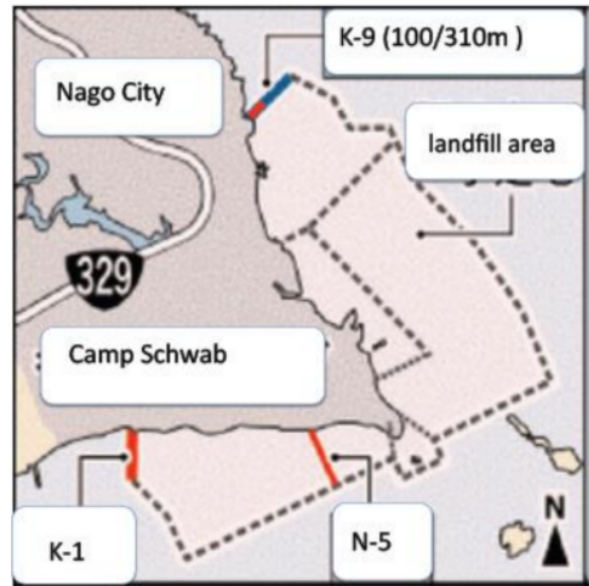 K-9 (100/310m )
Nago City
landfill area
329
Camp Schwab
K-1
N-5
N